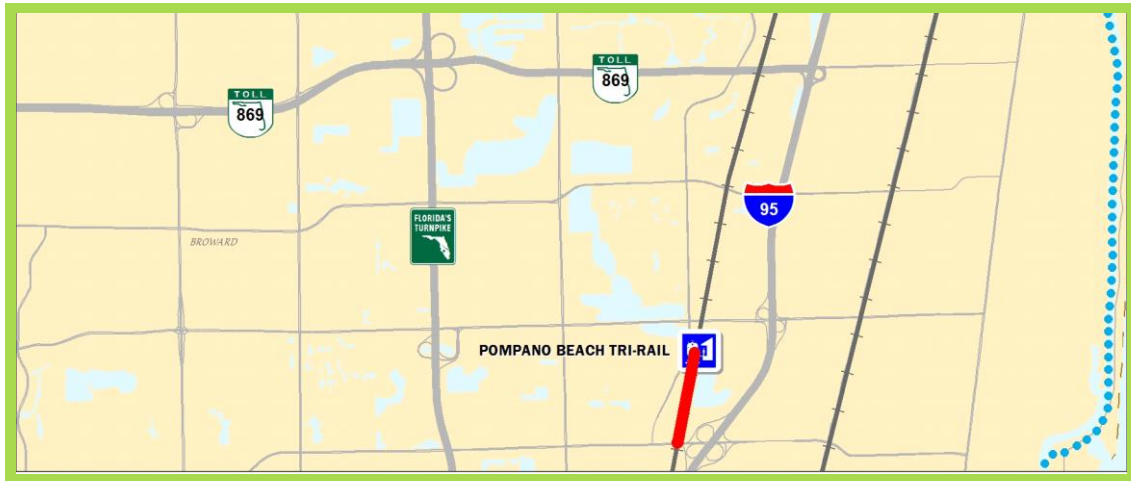 TOLL
869
TOLL
869
95
FLORIDA'S
TURNPIKE
BROWARD
POMPANO BEACH TRI-RAIL